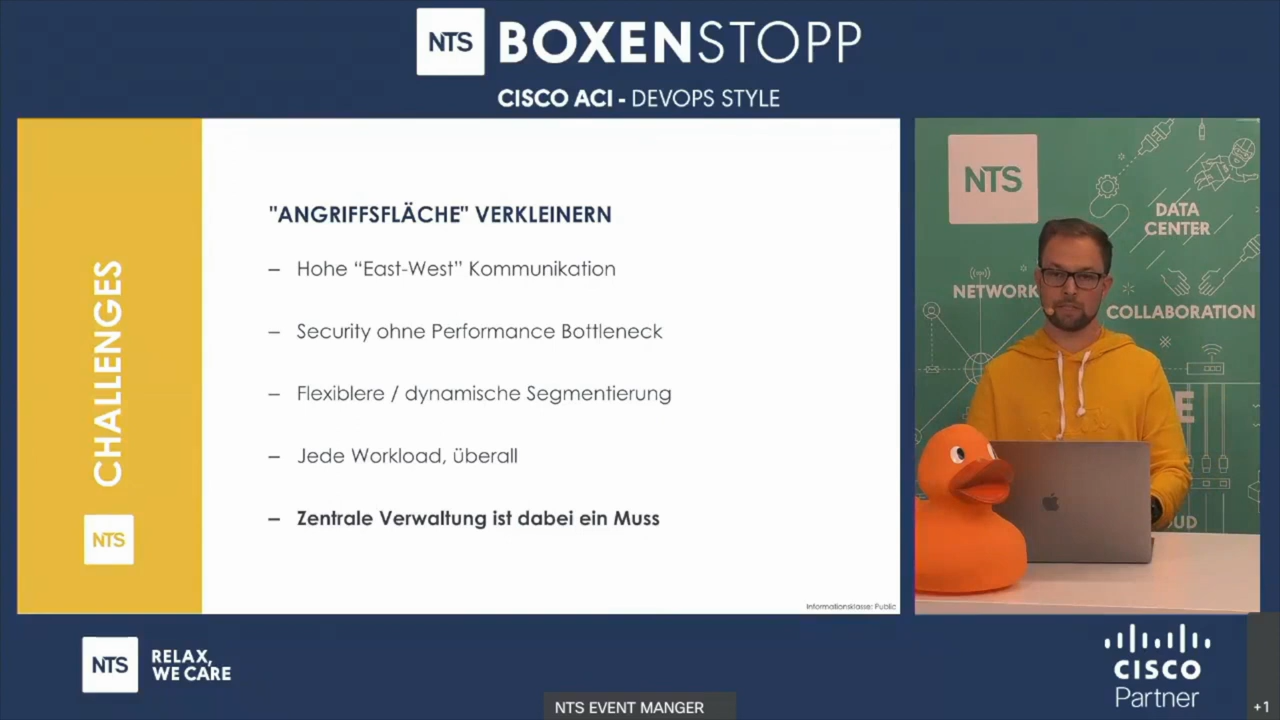 NTS
BOXENSTOPP
CISCO ACI - DEVOPS STYLE
CHALLENGES
NTS
"ANGRIFFSFLÄCHE" VERKLEINERN
– Hohe “East-West” Kommunikation
– Security ohne Performance Bottleneck
– Flexiblere / dynamische Segmentierung
– Jede Workload, überall
– Zentrale Verwaltung ist dabei ein Muss
Informationsklasse: Public
NTS
DATA
CENTER
NETWORK
COLLABORATION
NTS
RELAX,
WE CARE
CISCO
Partner
NTS EVENT MANGER
+1